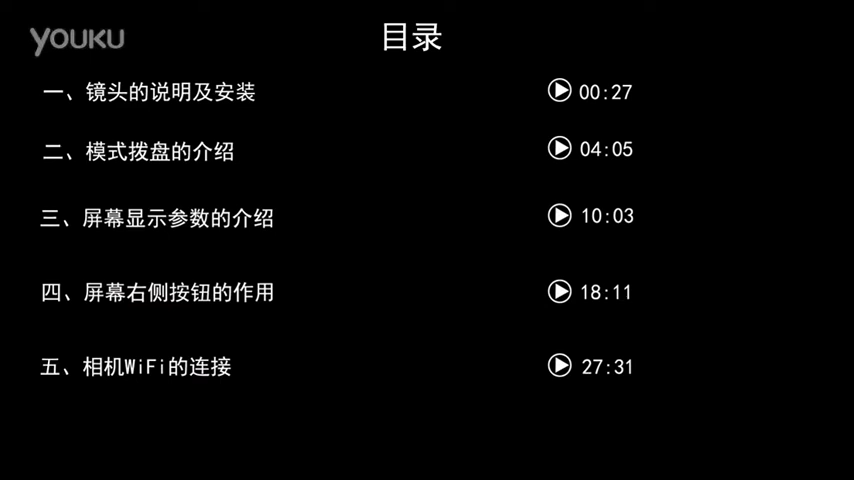 YOUKU
目录
一、镜头的说明及安装 00:27
二、模式拨盘的介绍 04:05
三、屏幕显示参数的介绍 10:03
四、屏幕右侧按钮的作用 18:11
五、相机WiFi的连接 27:31